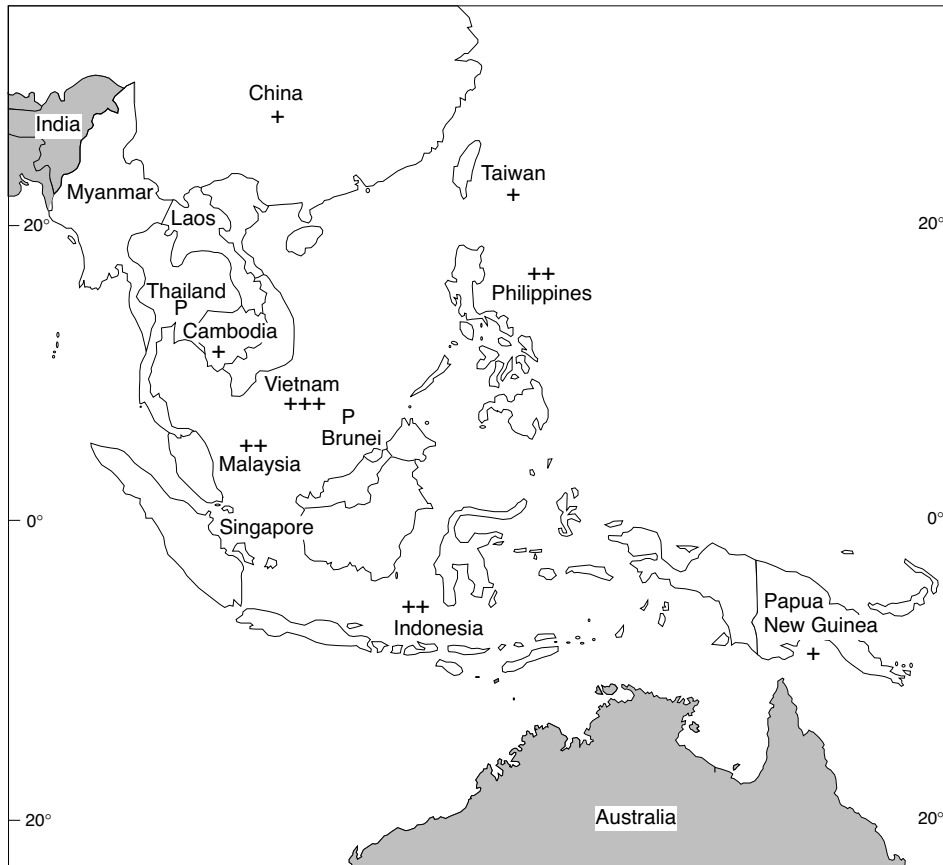 China
+
India
Taiwan
+
Myanmar
Laos
20°
20°
++
Philippines
Thailand
P
Cambodia
+
Vietnam
+++
P
Brunei
++
Malaysia
0°
Singapore
0°
++
Indonesia
Papua
New Guinea
+
20°
Australia
20°